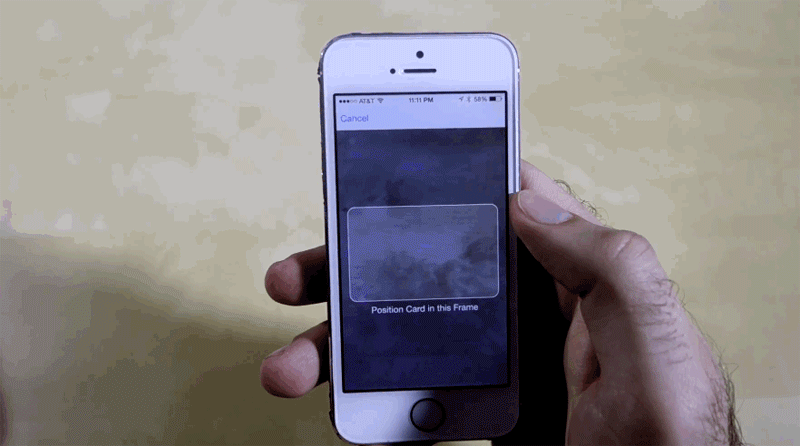 AT&T 11:11 PM 58%
Cancel
Position Card in this Frame